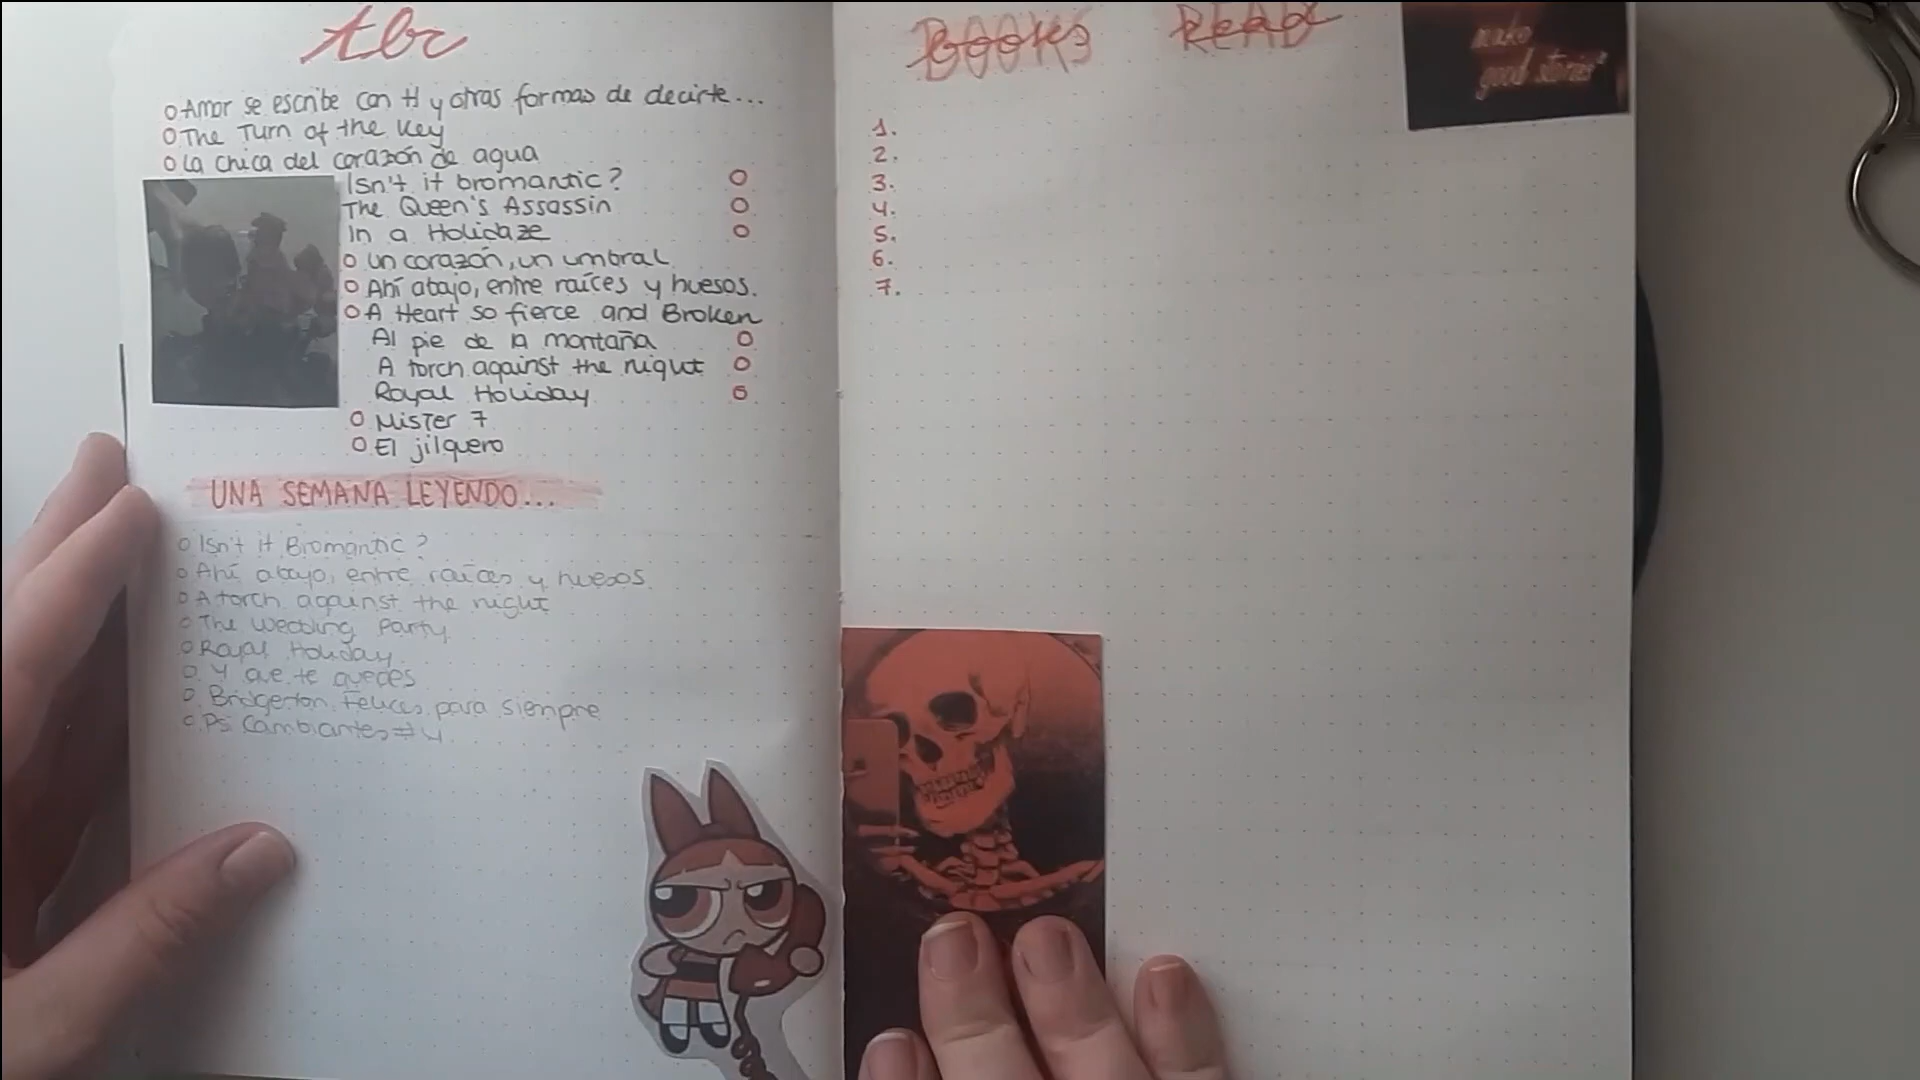 tbr
Amor se escribe con H y otras formas de decirte...
The Turn of the Key
La chica del corazón de agua
Isn't it bromantic?
The Queen's Assassin
In a Holidaze
Un corazón, un umbral
Ahí abajo, entre raíces y huesos.
A Heart so fierce and Broken
Al pie de la montaña
A torch against the night
Royal Holiday
Mister 7
El jilguero
UNA SEMANA LEYENDO...
Isn't it Bromantic?
Ahí abajo, entre raíces y huesos
A torch against the night
The Wedding Party
Royal Holiday
Y que te quedes
Bridgerton felices para siempre
Psi Cambiantes #4
BOOKS READ
make
good stories
1.
2.
3.
4.
5.
6.
7.